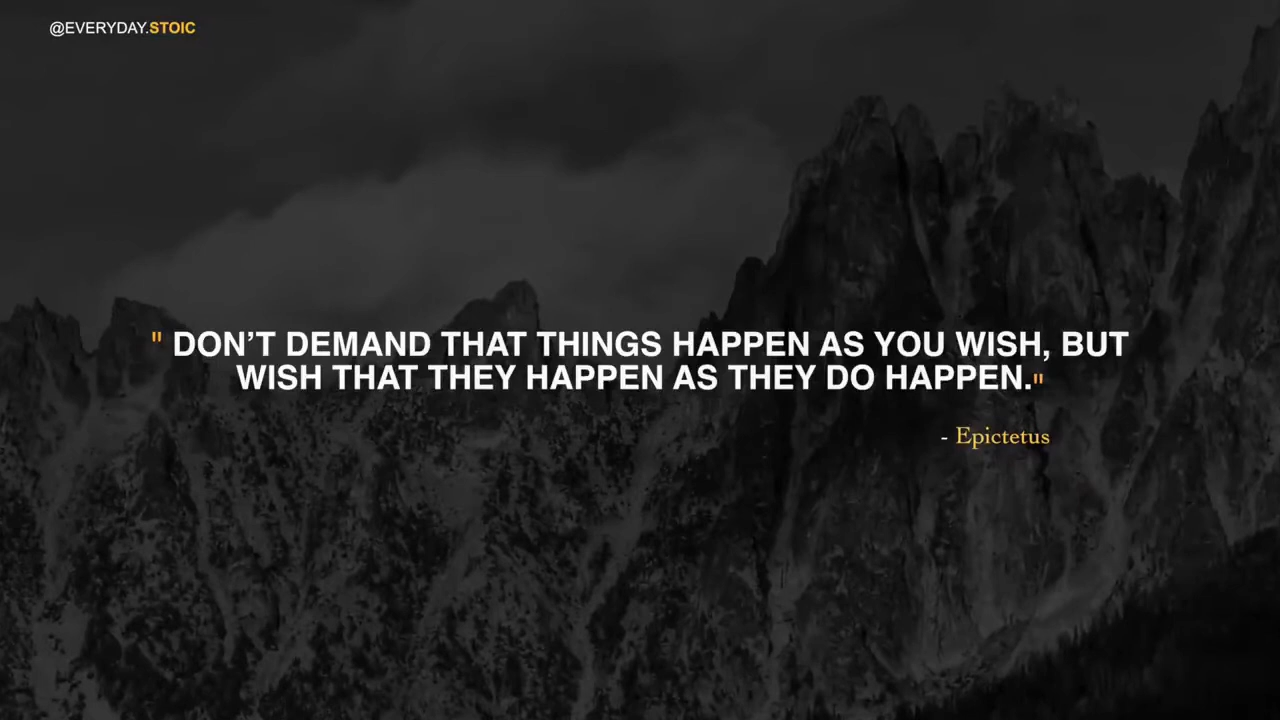 @EVERYDAY.STOIC
" DON’T DEMAND THAT THINGS HAPPEN AS YOU WISH, BUT
WISH THAT THEY HAPPEN AS THEY DO HAPPEN."
- Epictetus